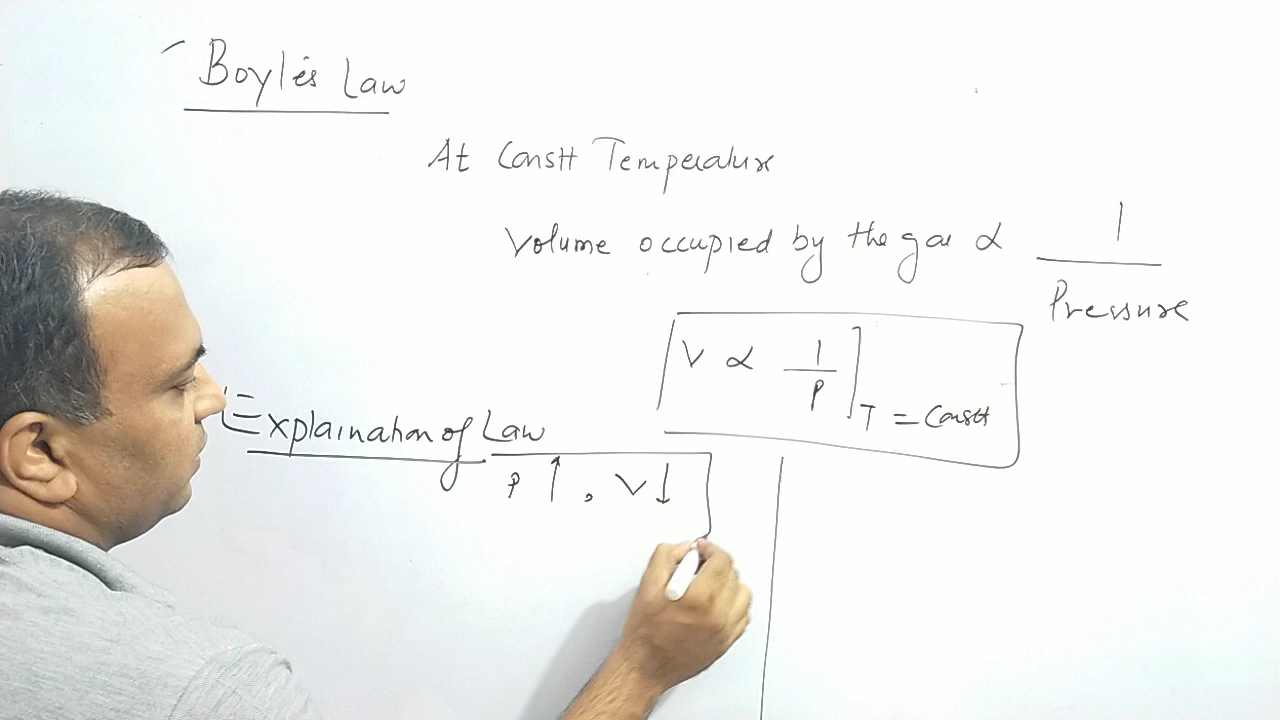 Boyle's Law
At Constt Temperature
Volume occupied by the gas ∝ 1 / Pressure
V ∝ 1 / P ] T = Constt
Explaination of Law
P ↑ , V ↓